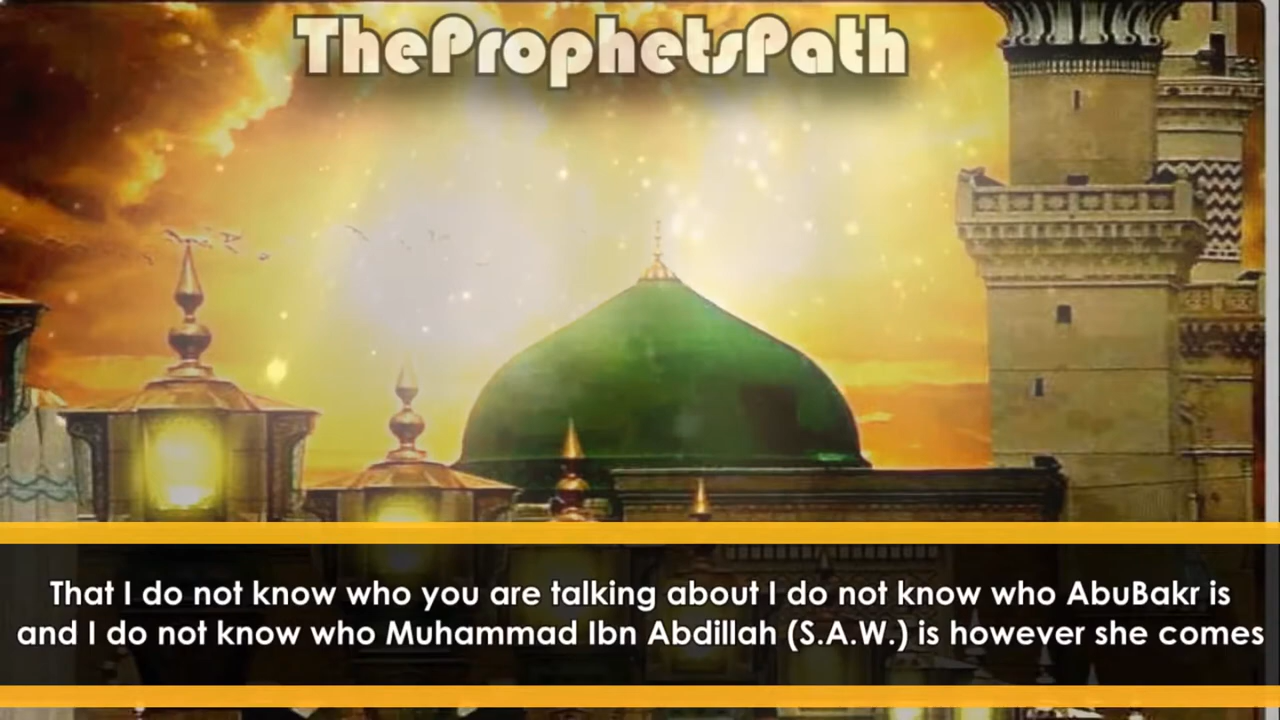 TheProphetsPath
That I do not know who you are talking about I do not know who AbuBakr is
and I do not know who Muhammad Ibn Abdillah (S.A.W.) is however she comes